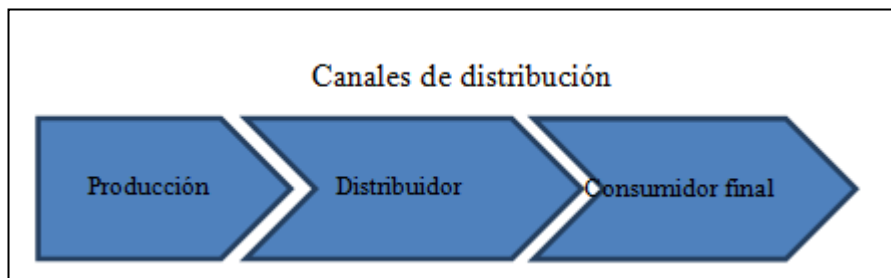 Canales de distribución
Producción
Distribuidor
Consumidor final